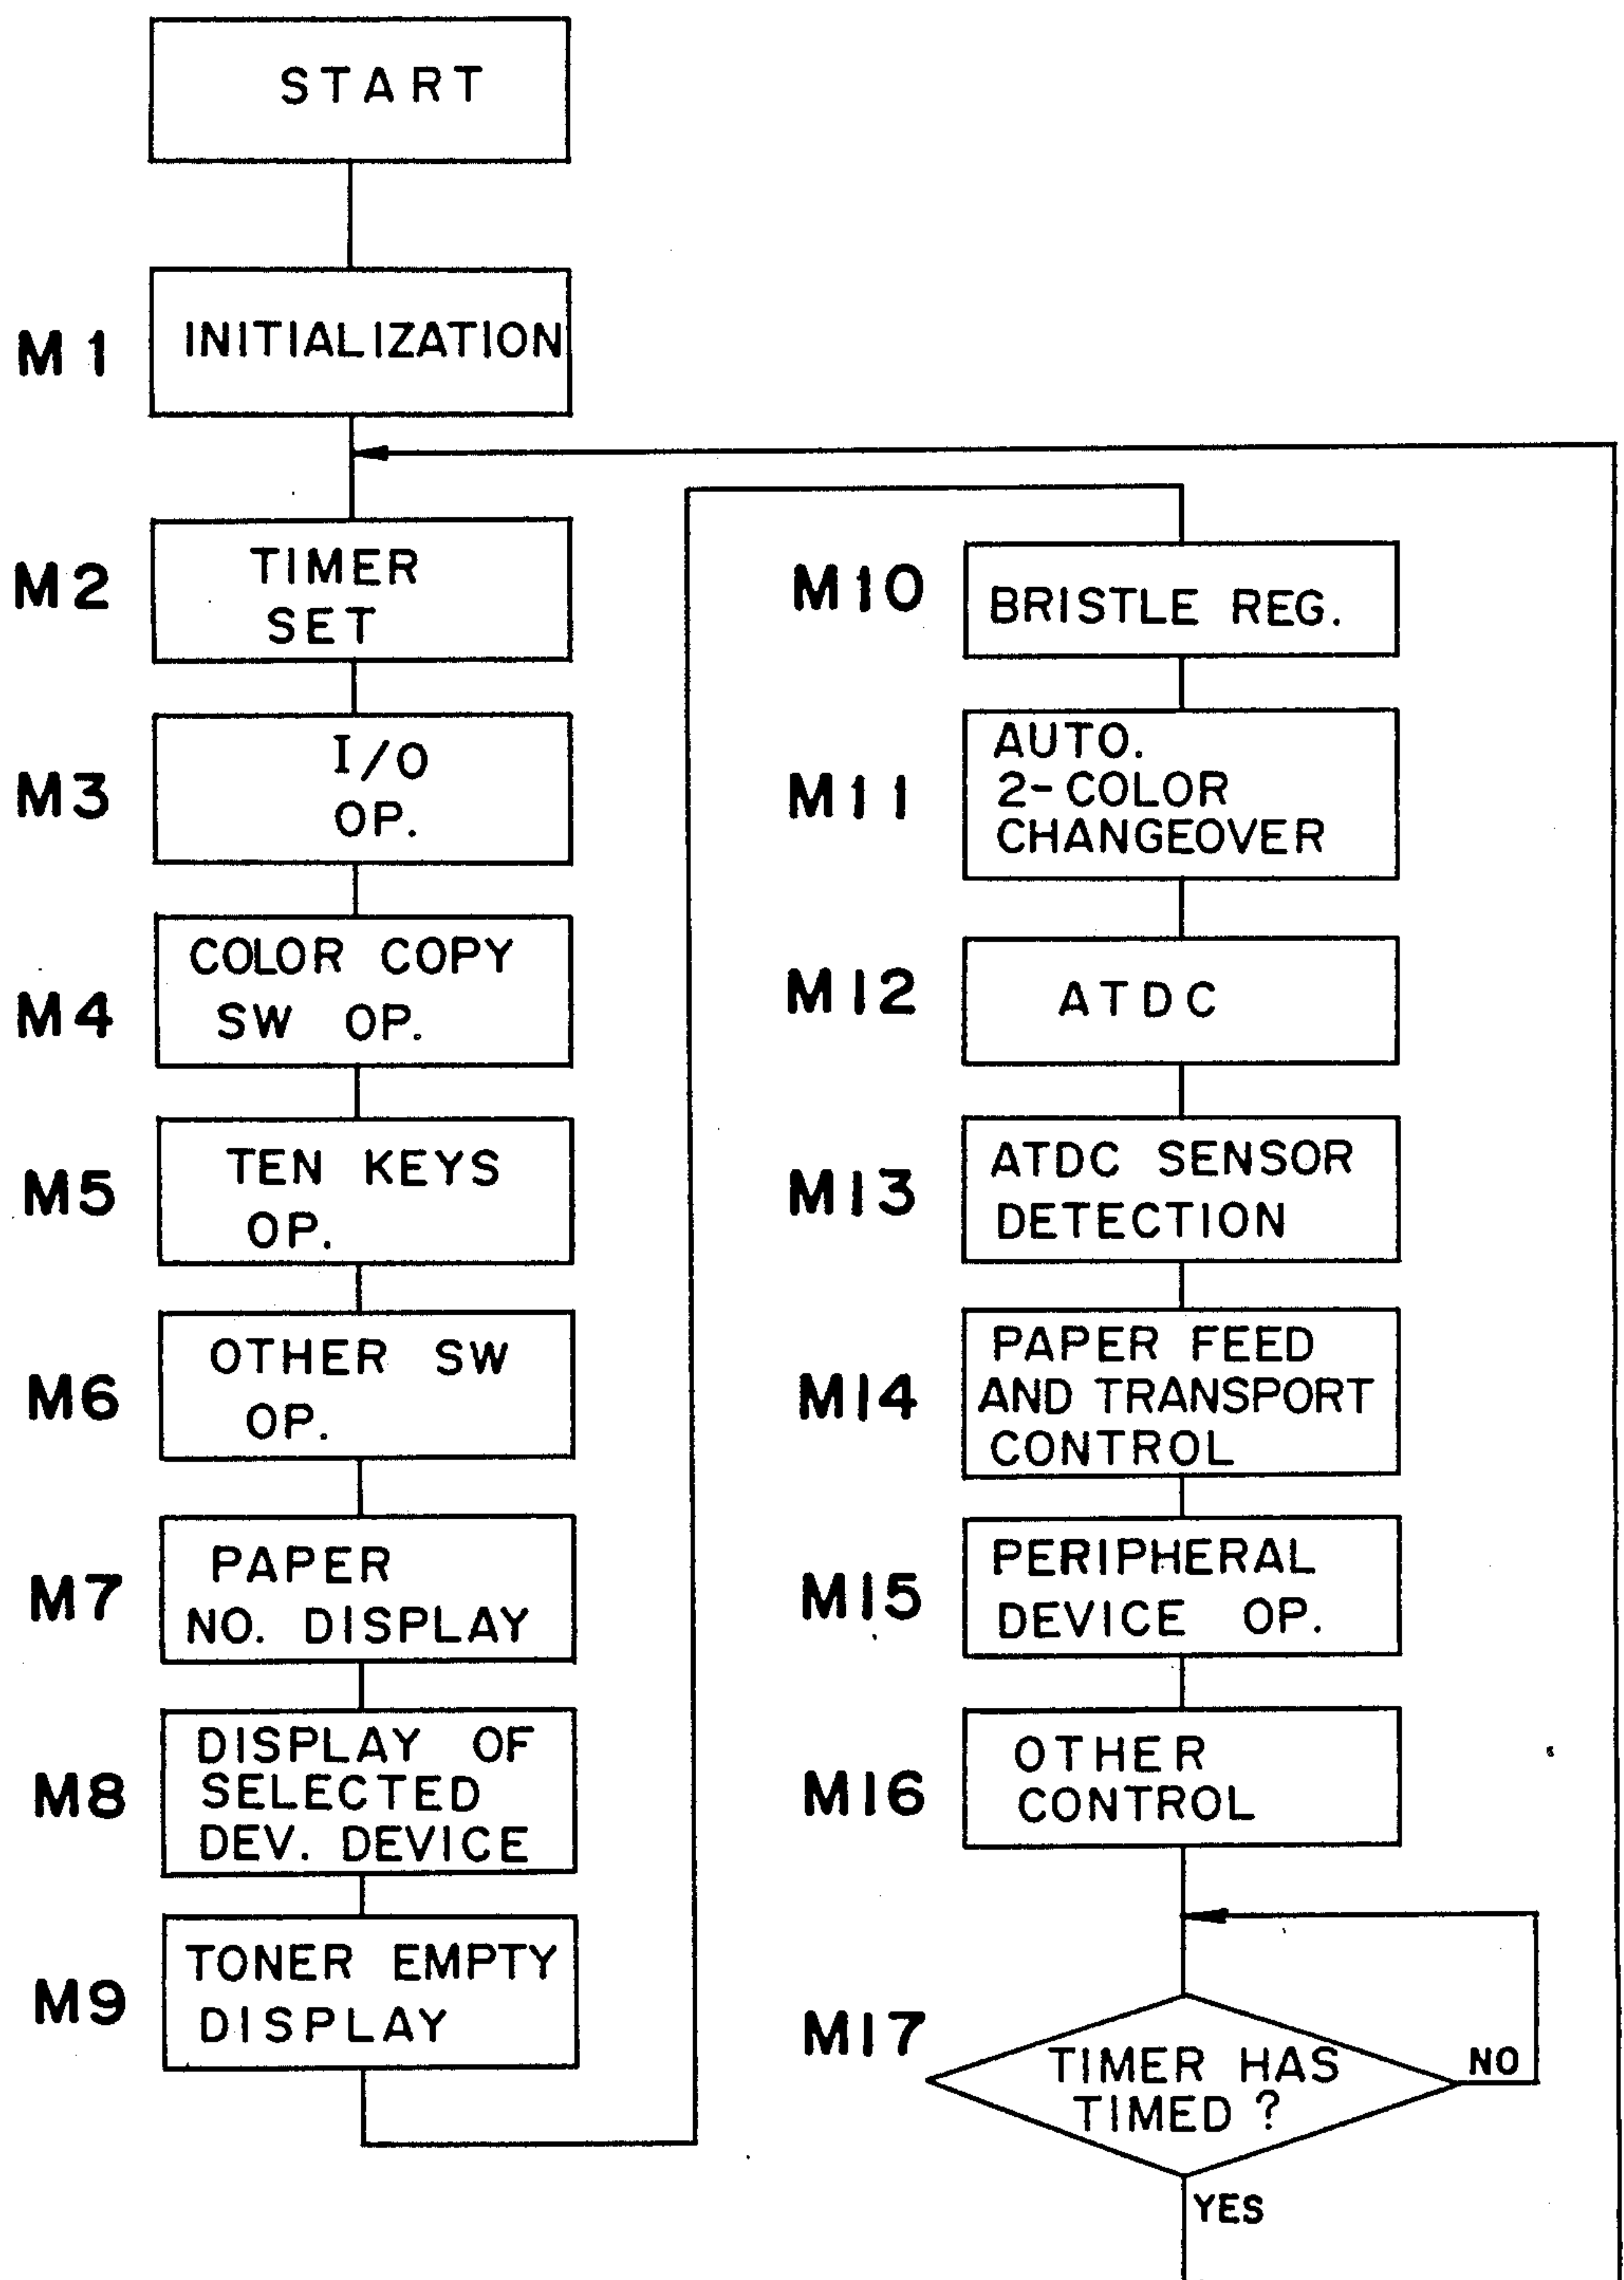 START
M1
INITIALIZATION
M2
TIMER
SET
M3
I/O
OP.
M4
COLOR COPY
SW OP.
M5
TEN KEYS
OP.
M6
OTHER SW
OP.
M7
PAPER
NO. DISPLAY
M8
DISPLAY OF
SELECTED
DEV. DEVICE
M9
TONER EMPTY
DISPLAY
M10
BRISTLE REG.
M11
AUTO.
2-COLOR
CHANGEOVER
M12
ATDC
M13
ATDC SENSOR
DETECTION
M14
PAPER FEED
AND TRANSPORT
CONTROL
M15
PERIPHERAL
DEVICE OP.
M16
OTHER
CONTROL
M17
TIMER HAS
TIMED ?
NO
YES